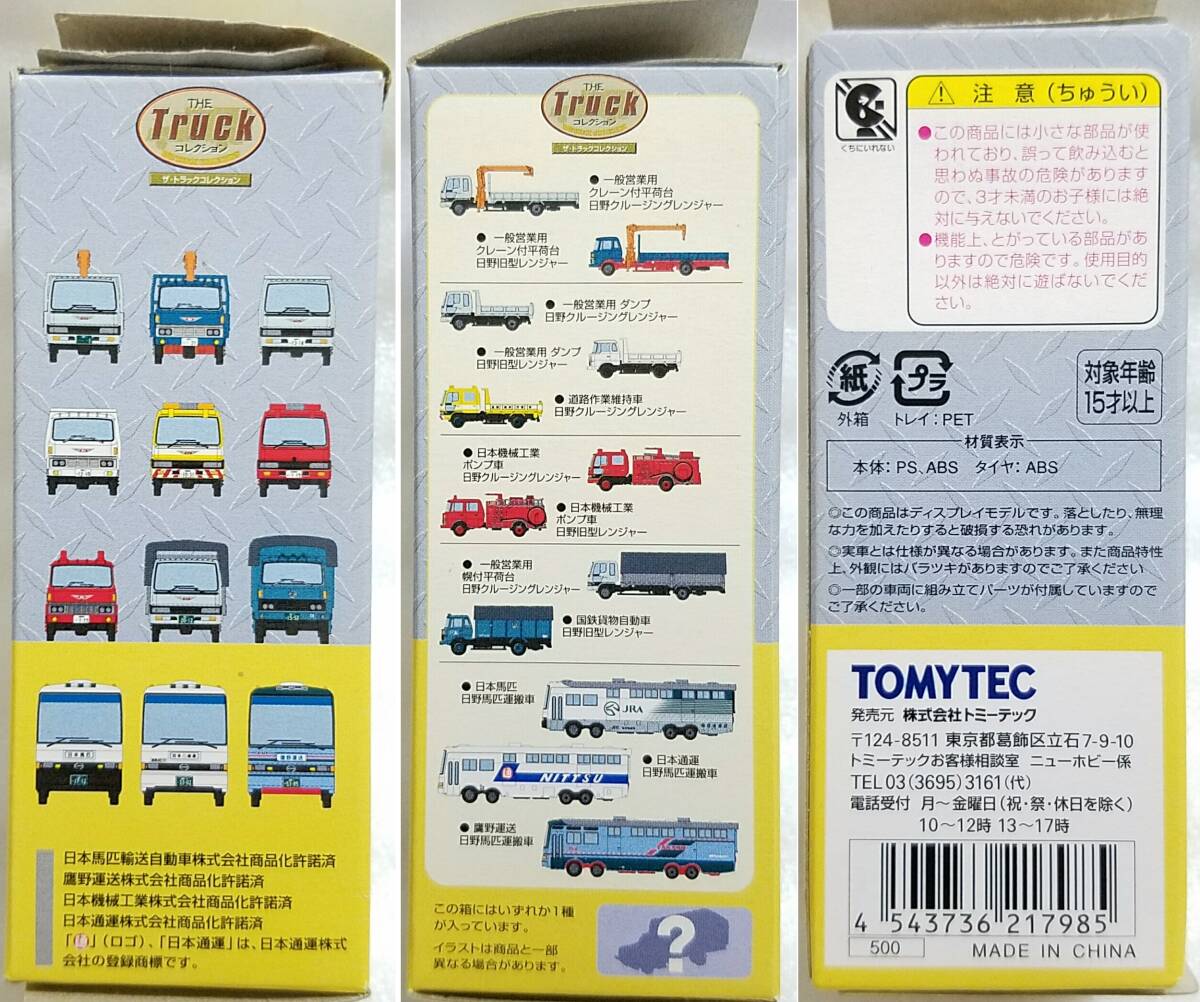 THE
Truck
コレクション
ザ・トラックコレクション
日本馬匹輸送自動車株式会社商品化許諾済
鷹野運送株式会社商品化許諾済
日本機械工業株式会社商品化許諾済
日本通運株式会社商品化許諾済
「 」(ロゴ)、「日本通運」は、日本通運株式
会社の登録商標です。
THE
Truck
コレクション
ザ・トラックコレクション
● 一般営業用
クレーン付平荷台
日野クルージングレンジャー
● 一般営業用
クレーン付平荷台
日野旧型レンジャー
● 一般営業用 ダンプ
日野クルージングレンジャー
● 一般営業用 ダンプ
日野旧型レンジャー
● 道路作業維持車
日野クルージングレンジャー
● 日本機械工業
ポンプ車
日野クルージングレンジャー
● 日本機械工業
ポンプ車
日野旧型レンジャー
● 一般営業用
幌付平荷台
日野クルージングレンジャー
● 国鉄貨物自動車
日野旧型レンジャー
● 日本馬匹
日野馬匹運搬車
JRA
● 日本通運
日野馬匹運搬車
NITTSU
● 鷹野運送
日野馬匹運搬車
この箱にはいずれか1種
が入っています。
イラストは商品と一部
異なる場合があります。
?
くちにいれない
注 意(ちゅうい)
●この商品には小さな部品が使
われており、誤って飲み込むと
思わぬ事故の危険があります
ので、3才未満のお子様には絶
対に与えないでください。
●機能上、とがっている部品があ
りますので危険です。使用目的
以外は絶対に遊ばないでくだ
さい。
紙
外箱
プラ
トレイ:PET
対象年齢
15才以上
材質表示
本体:PS、ABS タイヤ:ABS
◎この商品はディスプレイモデルです。落としたり、無理
な力を加えたりすると破損する恐れがあります。
◎実車とは仕様が異なる場合があります。また商品特性
上、外観にはバラツキがありますのでご了承ください
◎一部の車両に組み立てパーツが付属していますので
ご了承ください。
TOMYTEC
発売元 株式会社トミーテック
〒124-8511 東京都葛飾区立石7-9-10
トミーテックお客様相談室 ニューホビー係
TEL03(3695)3161(代)
電話受付 月~金曜日(祝・祭・休日を除く)
10~12時 13~17時
4 543736 217985
500
MADE IN CHINA